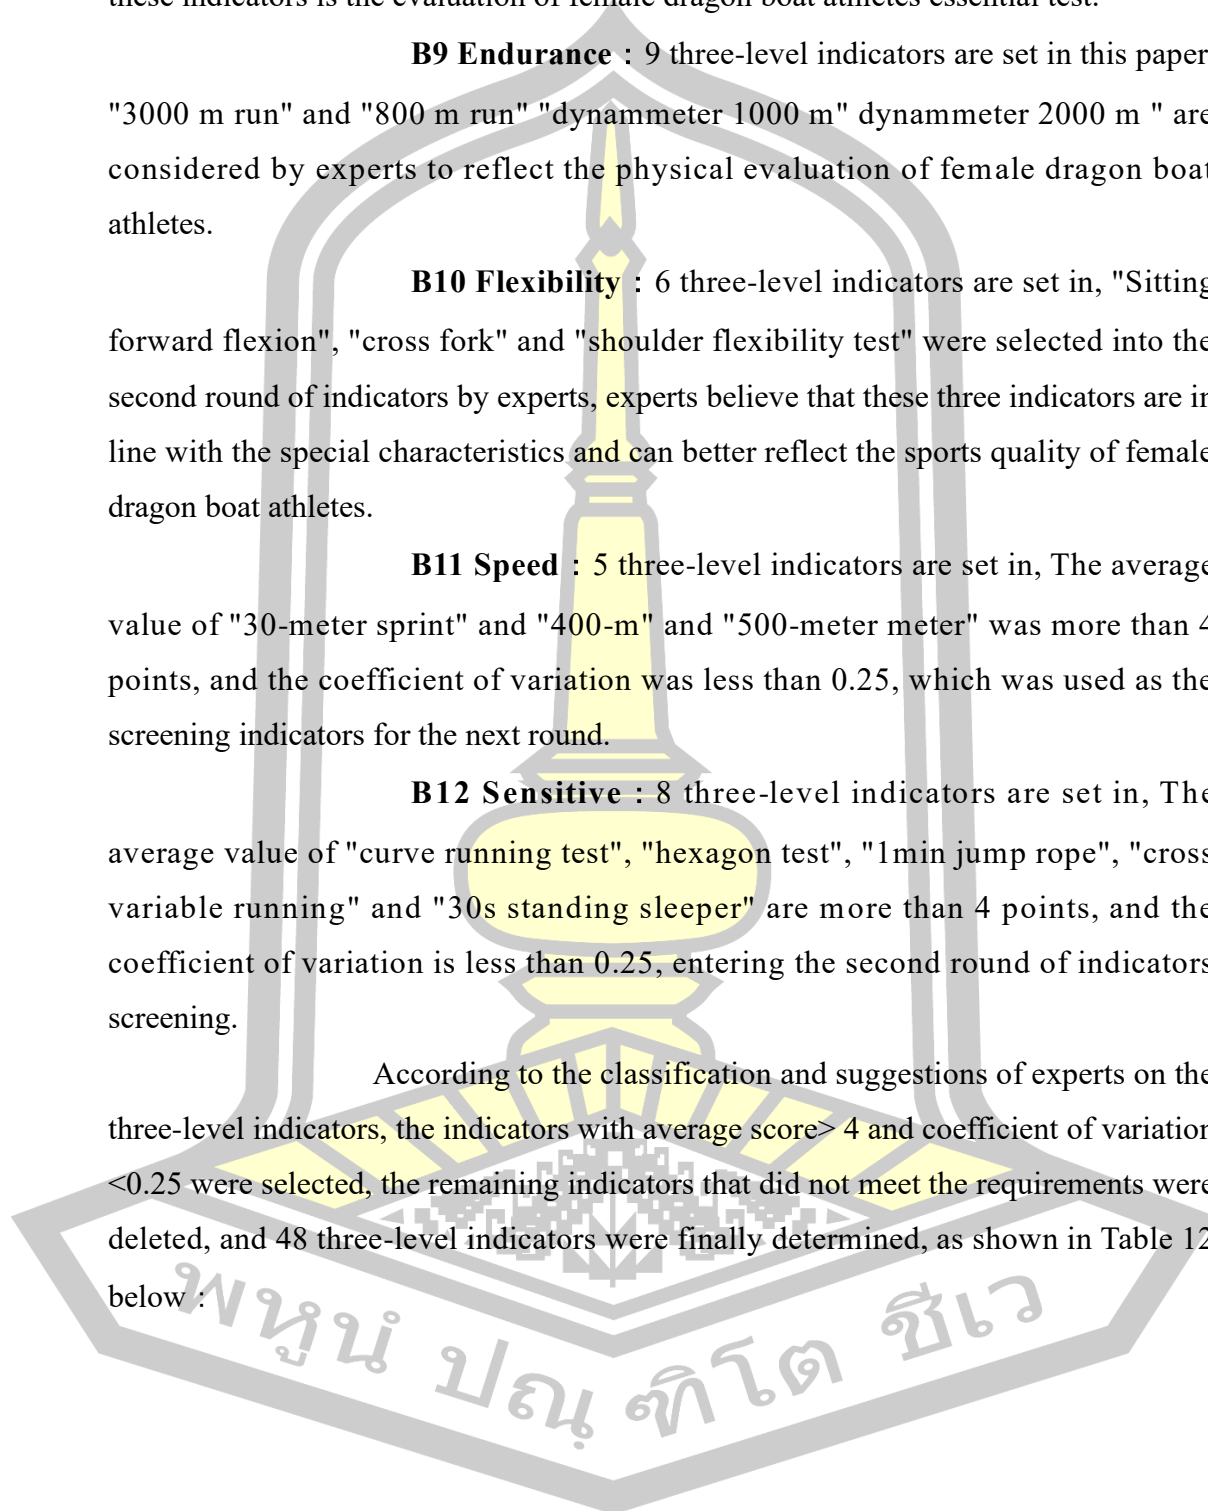 these indicators is the evaluation of female dragon boat athletes essential test.
B9 Endurance : 9 three-level indicators are set in this paper
"3000 m run" and "800 m run" "dynammeter 1000 m" dynammeter 2000 m " are
considered by experts to reflect the physical evaluation of female dragon boat
athletes.
B10 Flexibility : 6 three-level indicators are set in, "Sitting
forward flexion", "cross fork" and "shoulder flexibility test" were selected into the
second round of indicators by experts, experts believe that these three indicators are in
line with the special characteristics and can better reflect the sports quality of female
dragon boat athletes.
B11 Speed : 5 three-level indicators are set in, The average
value of "30-meter sprint" and "400-m" and "500-meter meter" was more than 4
points, and the coefficient of variation was less than 0.25, which was used as the
screening indicators for the next round.
B12 Sensitive : 8 three-level indicators are set in, The
average value of "curve running test", "hexagon test", "1min jump rope", "cross
variable running" and "30s standing sleeper" are more than 4 points, and the
coefficient of variation is less than 0.25, entering the second round of indicators
screening.
According to the classification and suggestions of experts on the
three-level indicators, the indicators with average score> 4 and coefficient of variation
<0.25 were selected, the remaining indicators that did not meet the requirements were
deleted, and 48 three-level indicators were finally determined, as shown in Table 12
below :
พหูนํ ปณฺฑิโต ชีเว